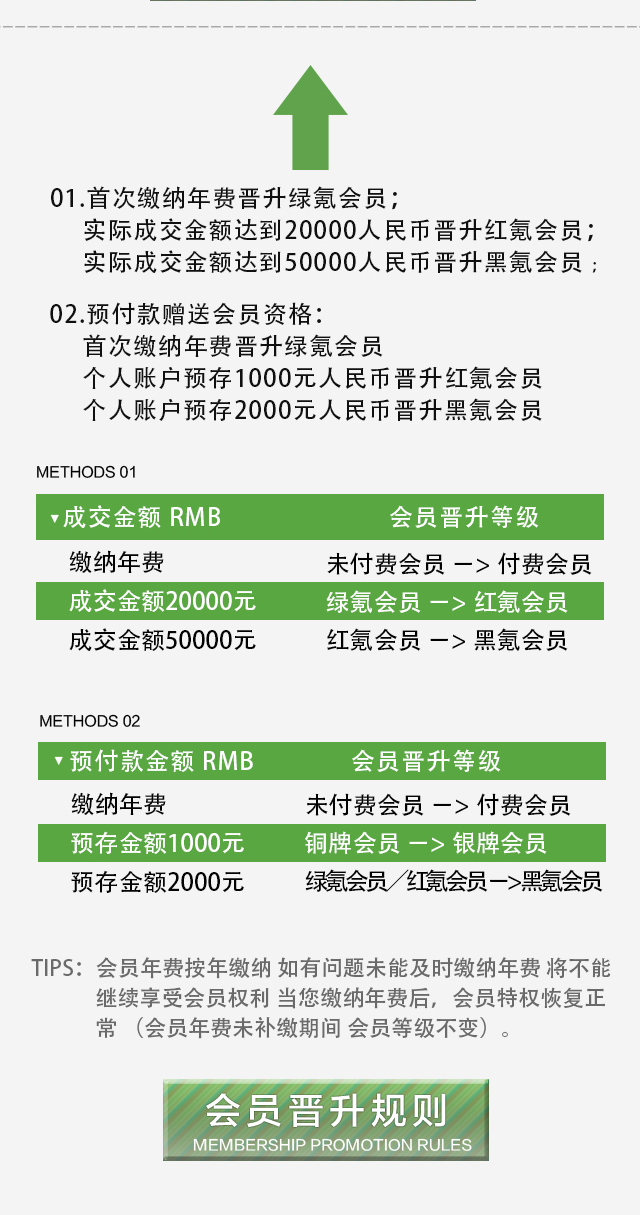 01.首次缴纳年费晋升绿氪会员；
实际成交金额达到20000人民币晋升红氪会员；
实际成交金额达到50000人民币晋升黑氪会员；
02.预付款赠送会员资格：
首次缴纳年费晋升绿氪会员
个人账户预存1000元人民币晋升红氪会员
个人账户预存2000元人民币晋升黑氪会员
METHODS 01
▼成交金额 RMB 会员晋升等级
缴纳年费 未付费会员 —> 付费会员
成交金额20000元 绿氪会员 —> 红氪会员
成交金额50000元 红氪会员 —> 黑氪会员
METHODS 02
▼预付款金额 RMB 会员晋升等级
缴纳年费 未付费会员 —> 付费会员
预存金额1000元 铜牌会员 —> 银牌会员
预存金额2000元 绿氪会员／红氪会员—>黑氪会员
TIPS：会员年费按年缴纳 如有问题未能及时缴纳年费 将不能
继续享受会员权利 当您缴纳年费后，会员特权恢复正
常 （会员年费未补缴期间 会员等级不变）。
会员晋升规则
MEMBERSHIP PROMOTION RULES